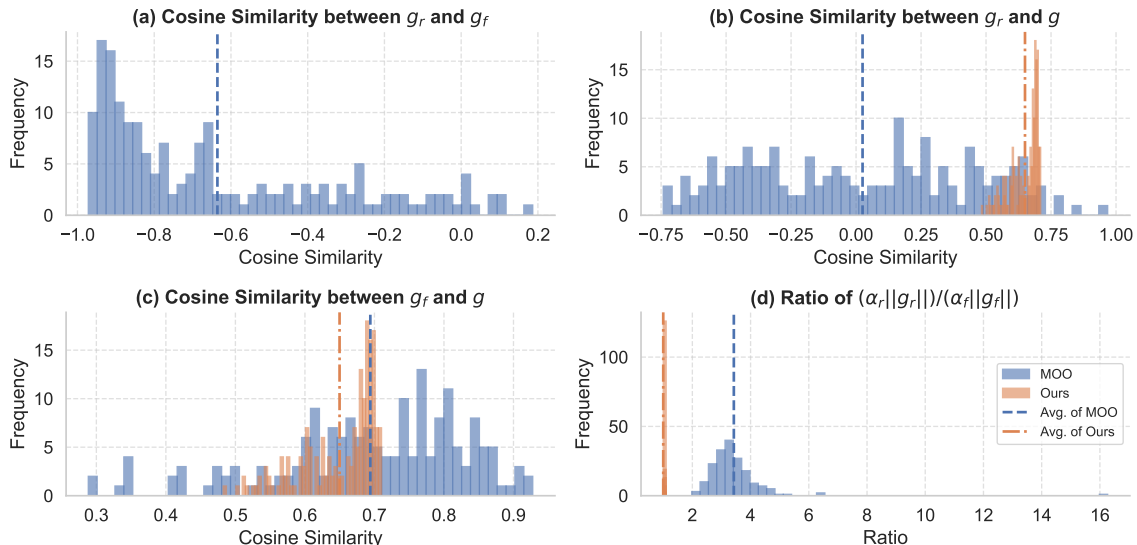 (a) Cosine Similarity between g_r and g_f
Frequency
15
10
5
0
−1.0 −0.8 −0.6 −0.4 −0.2 0.0 0.2
Cosine Similarity
(b) Cosine Similarity between g_r and g
Frequency
15
10
5
0
−0.75 −0.50 −0.25 0.00 0.25 0.50 0.75 1.00
Cosine Similarity
(c) Cosine Similarity between g_f and g
Frequency
15
10
5
0
0.3 0.4 0.5 0.6 0.7 0.8 0.9
Cosine Similarity
(d) Ratio of (α_r||g_r||)/(α_f||g_f||)
Frequency
100
50
0
2 4 6 8 10 12 14 16
Ratio
MOO
Ours
Avg. of MOO
Avg. of Ours